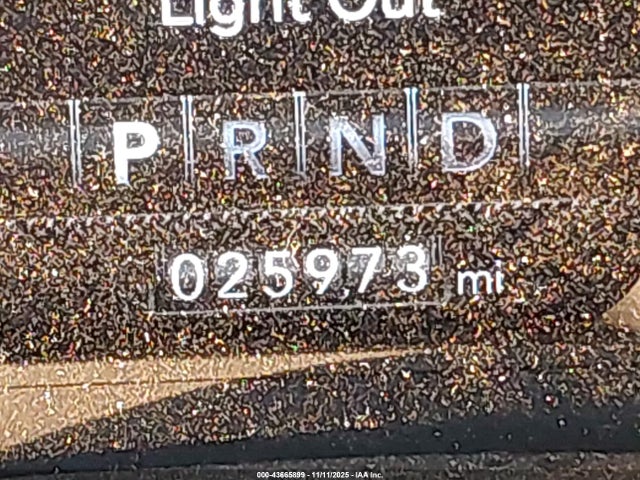 Light Out
P R N D
025973 mi
000-43665899 - 11/11/2025 - IAA Inc.